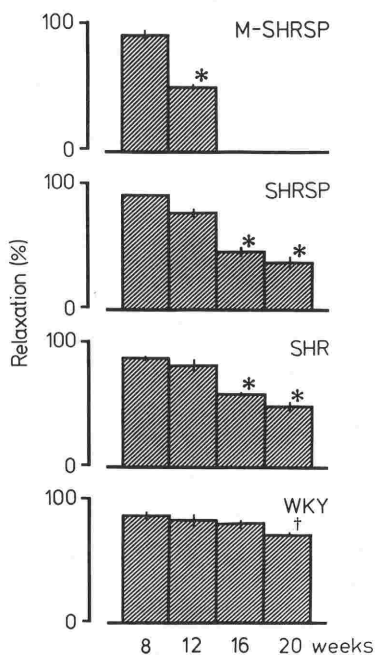 M-SHRSP
100
*
0
SHRSP
100
* *
0
Relaxation (%)
SHR
100
* *
0
WKY
100
†
0
8 12 16 20 weeks